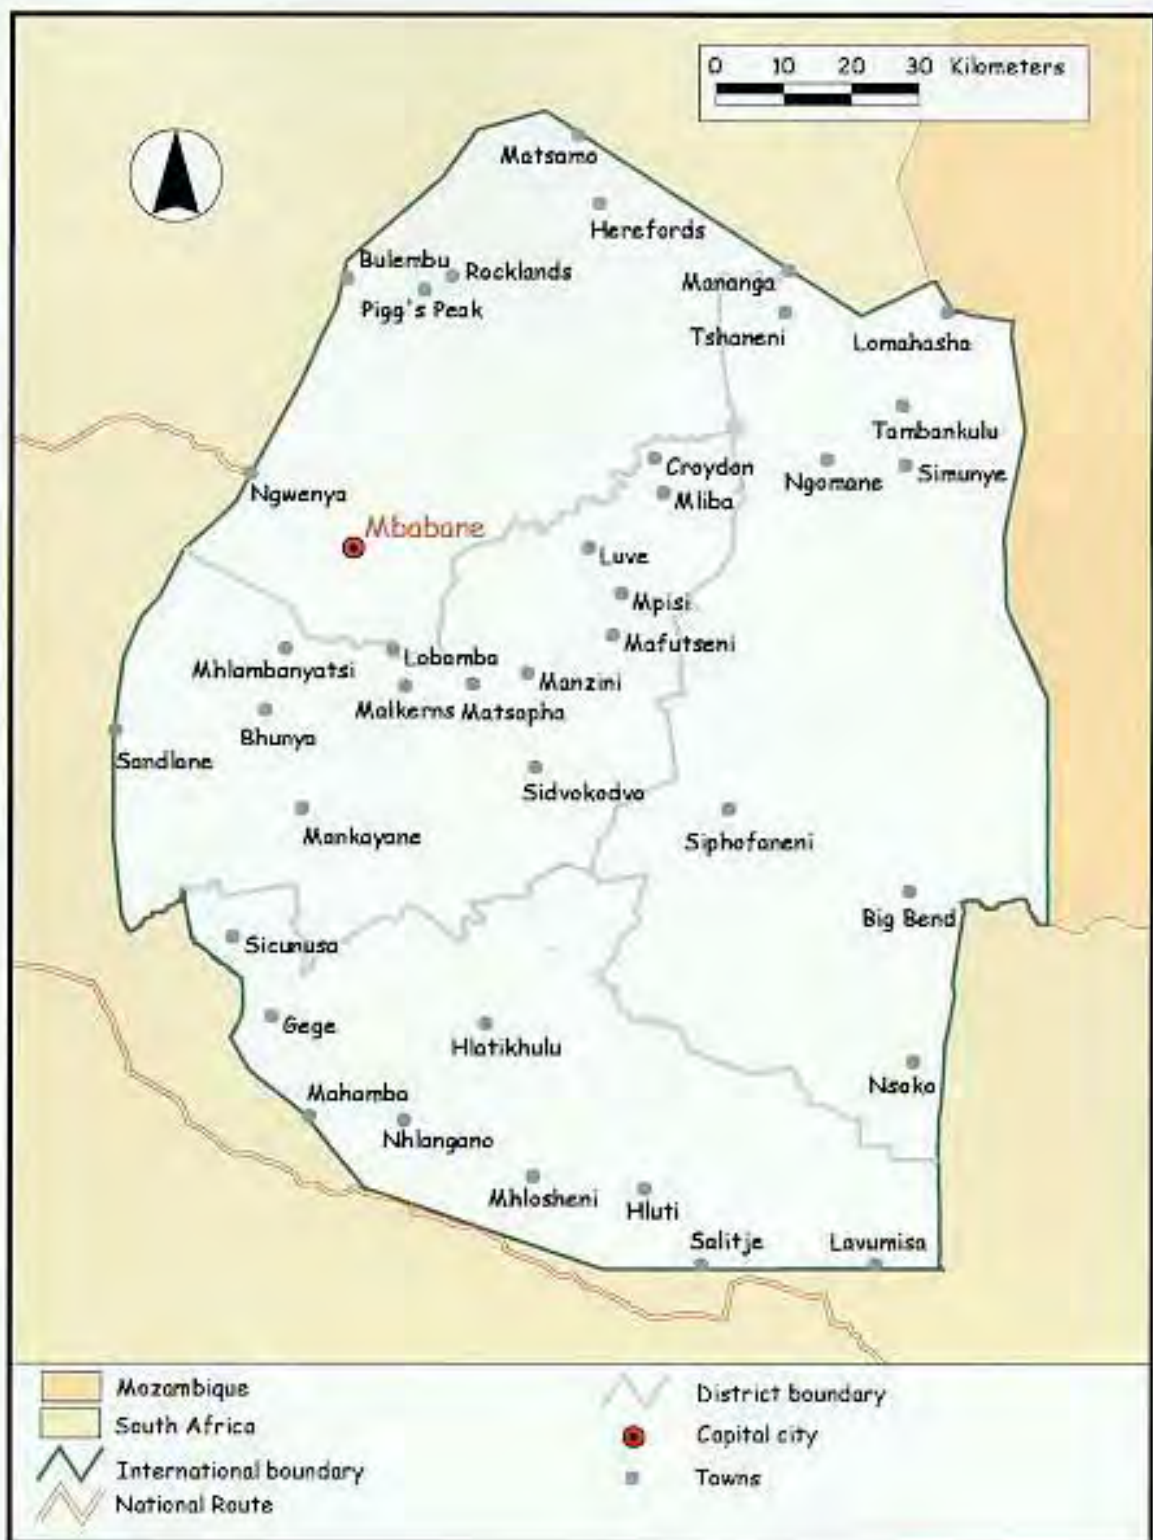 0 10 20 30 Kilometers
Matsamo
Herefords
Bulembu
Rocklands
Pigg's Peak
Mananga
Tshaneni
Lomahasha
Tambankulu
Croydon
Ngomane
Simunye
Ngwenya
Mliba
Mbabane
Luve
Mpisi
Mafutseni
Lobamba
Mhlambanyatsi
Manzini
Malkerns
Matsapha
Bhunya
Sandlane
Sidvokodvo
Mankayane
Siphofaneni
Big Bend
Sicunusa
Gege
Hlatikhulu
Nsoko
Mahamba
Nhlangano
Mhlosheni
Hluti
Salitje
Lavumisa
Mozambique
South Africa
International boundary
National Route
District boundary
Capital city
Towns